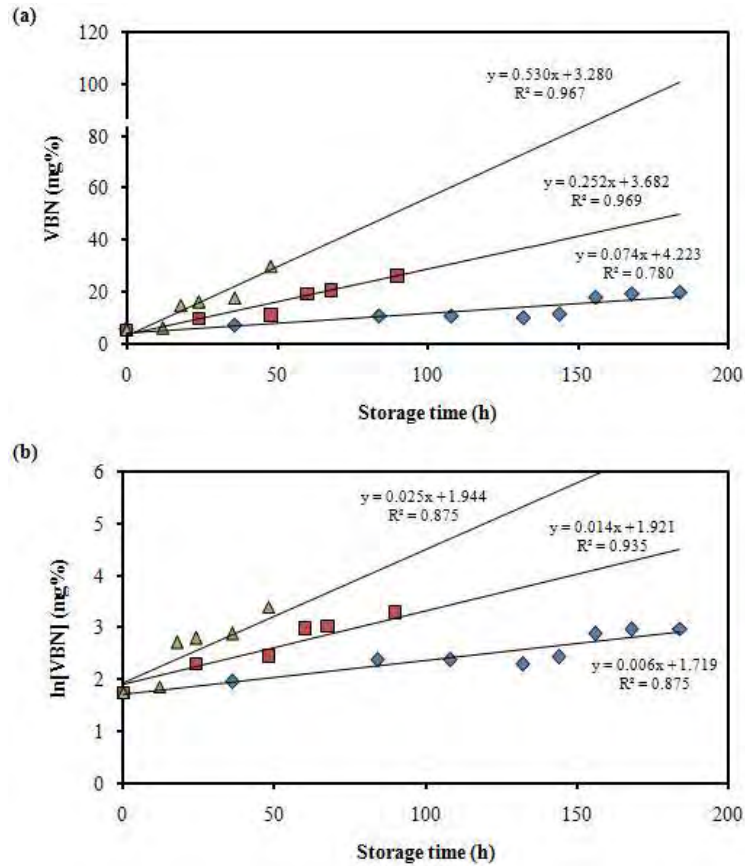 (a)
120
100
80
60
40
20
0
VBN (mg%)
y = 0.530x + 3.280
R² = 0.967
y = 0.252x + 3.682
R² = 0.969
y = 0.074x + 4.223
R² = 0.780
0 50 100 150 200
Storage time (h)
(b)
6
5
4
3
2
1
0
ln[VBN] (mg%)
y = 0.025x + 1.944
R² = 0.875
y = 0.014x + 1.921
R² = 0.935
y = 0.006x + 1.719
R² = 0.875
0 50 100 150 200
Storage time (h)